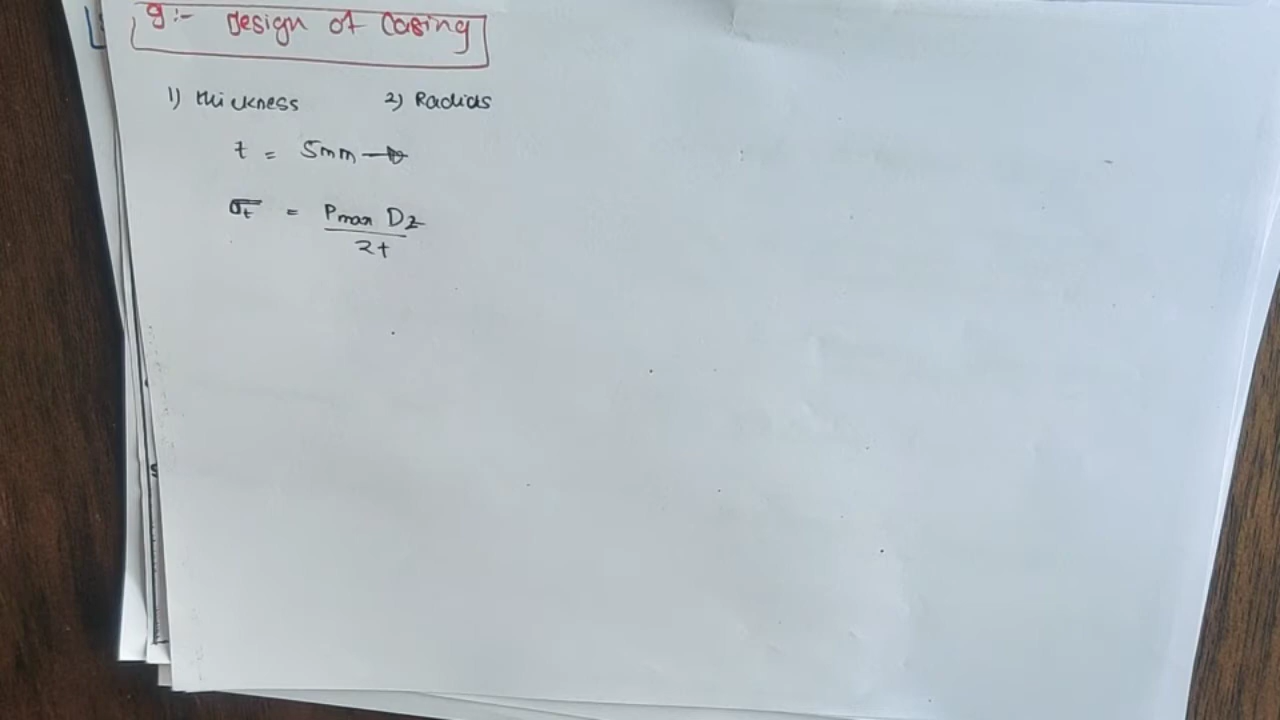 9:- Design of Casing
1) thickness 2) Radius
t = 5mm →
σt = Pmax D2 / 2t